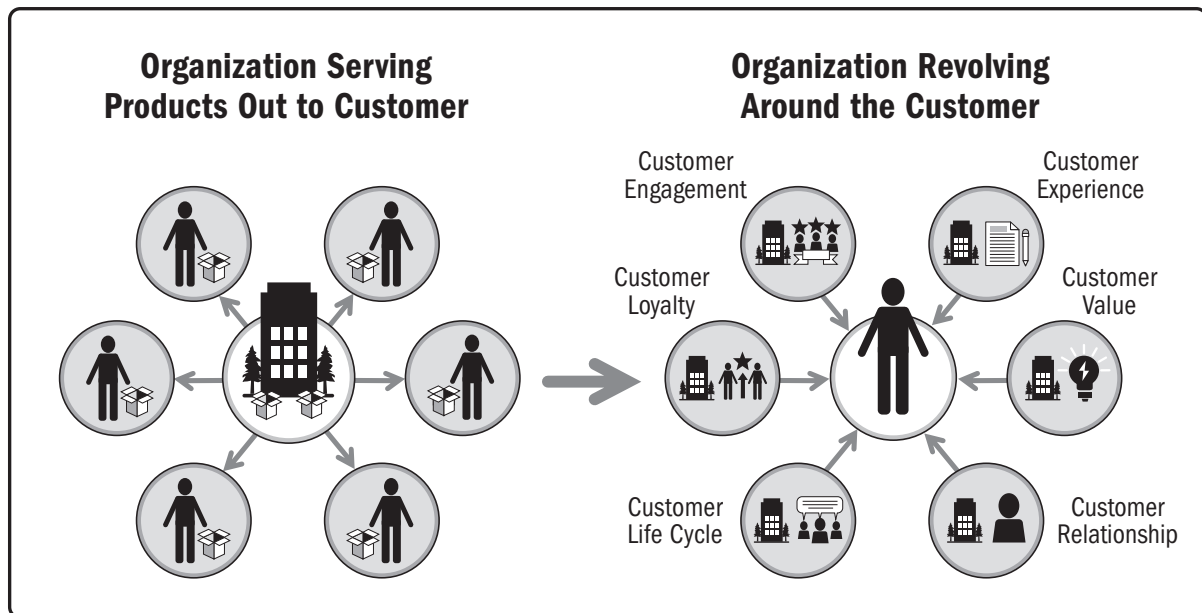 Organization Serving
Products Out to Customer
Organization Revolving
Around the Customer
Customer
Engagement
Customer
Experience
Customer
Loyalty
Customer
Value
Customer
Life Cycle
Customer
Relationship